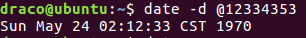 draco@ubuntu:~$ date -d @12334353
Sun May 24 02:12:33 CST 1970